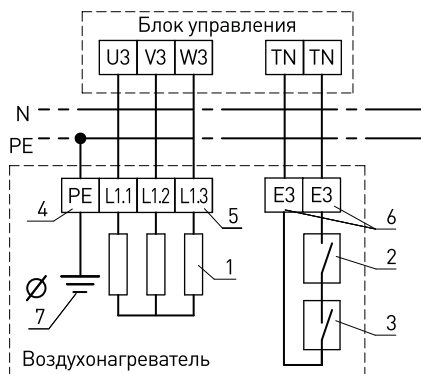 Блок управления
U3 V3 W3 TN TN
N
PE
PE L1.1 L1.2 L1.3 E3 E3
4 5 6
1 2
Ø 7 3
Воздухонагреватель